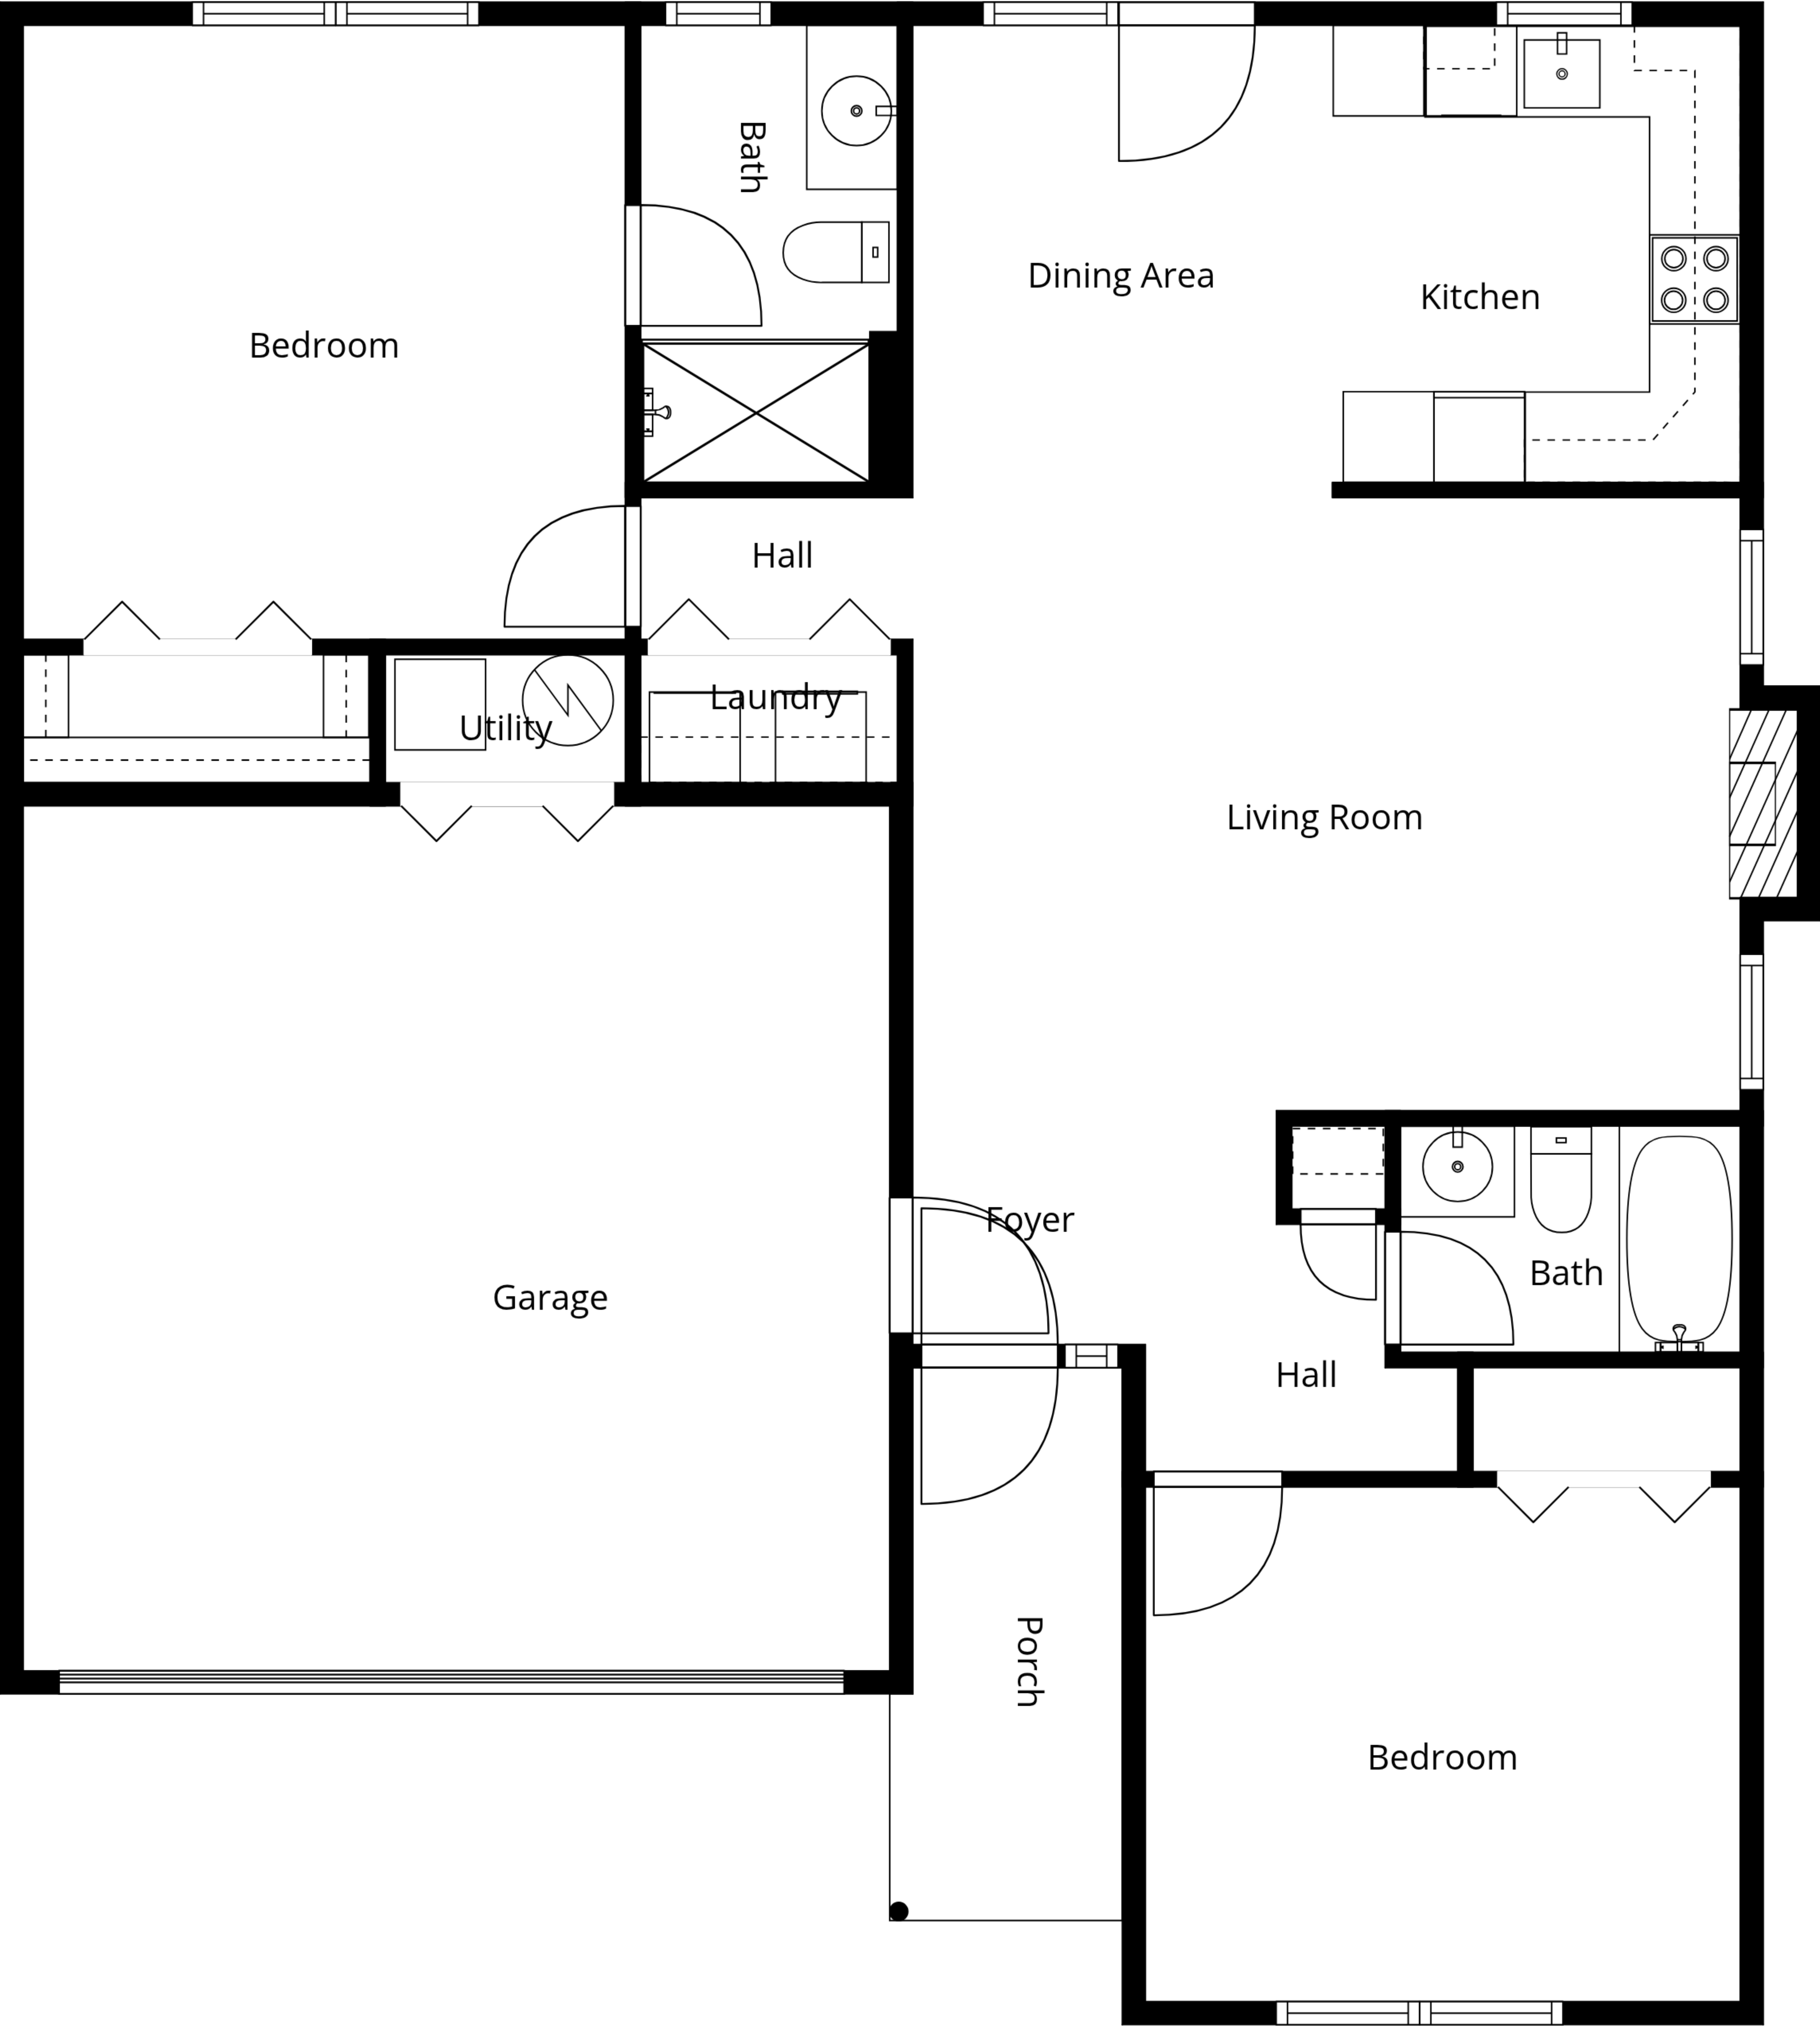 Bath
Dining Area
Kitchen
Bedroom
Hall
Laundry
Utility
Living Room
Foyer
Bath
Garage
Hall
Porch
Bedroom